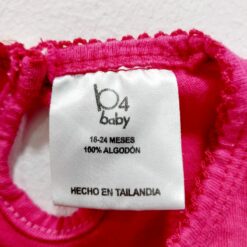 b4
baby
18-24 MESES
100% ALGODÓN
HECHO EN TAILANDIA